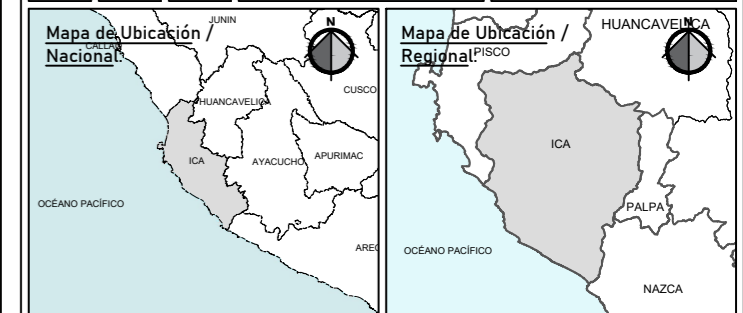 Mapa de Ubicación /
Nacional:
N
JUNIN
CALLAO
HUANCAVELICA
CUSCO
ICA
AYACUCHO
APURIMAC
OCÉANO PACÍFICO
AREQ
Mapa de Ubicación /
Regional:
N
HUANCAVELICA
PISCO
ICA
PALPA
OCÉANO PACÍFICO
NAZCA